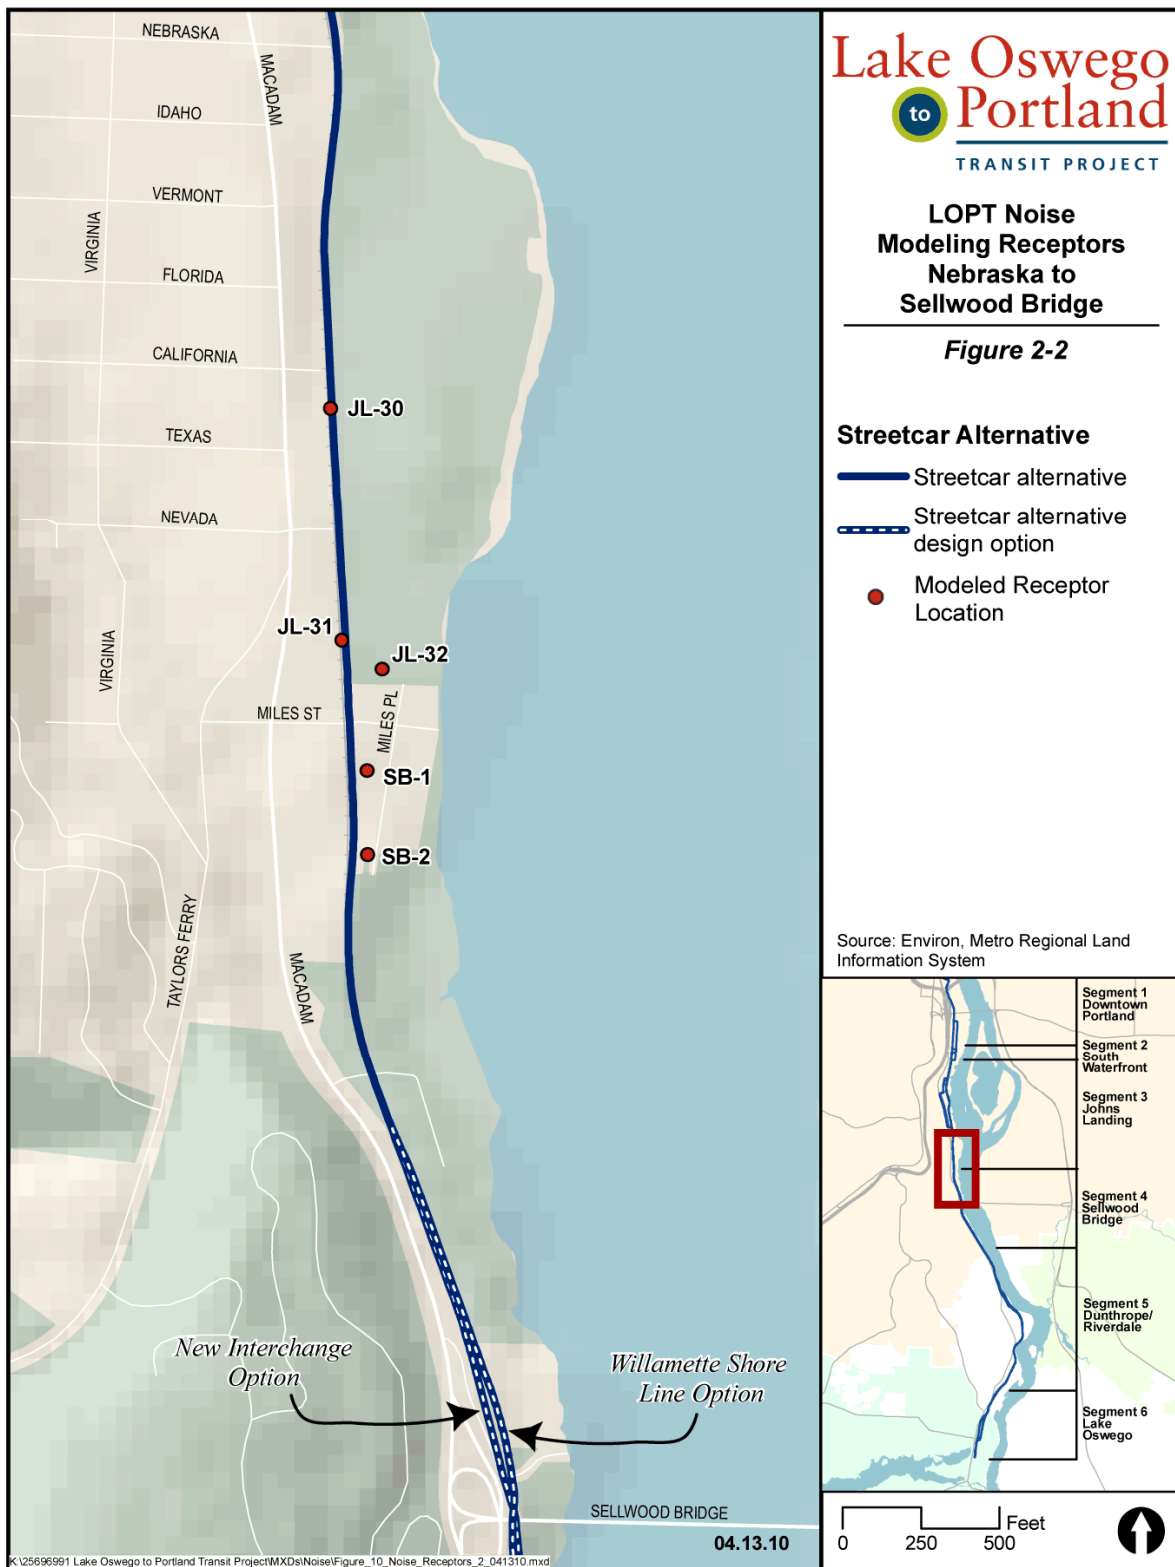 NEBRASKA
MACADAM
IDAHO
VERMONT
VIRGINIA
FLORIDA
CALIFORNIA
JL-30
TEXAS
NEVADA
JL-31
JL-32
VIRGINIA
MILES ST
MILES PL
SB-1
SB-2
TAYLORS FERRY
MACADAM
New Interchange
Option
Willamette Shore
Line Option
SELLWOOD BRIDGE
04.13.10
K:\25696991 Lake Oswego to Portland Transit Project\MXDs\Noise\Figure_10_Noise_Receptors_2_041310.mxd
Lake Oswego
to Portland
TRANSIT PROJECT
LOPT Noise
Modeling Receptors
Nebraska to
Sellwood Bridge
Figure 2-2
Streetcar Alternative
Streetcar alternative
Streetcar alternative
design option
Modeled Receptor
Location
Source: Environ, Metro Regional Land
Information System
Segment 1
Downtown
Portland
Segment 2
South
Waterfront
Segment 3
Johns
Landing
Segment 4
Sellwood
Bridge
Segment 5
Dunthrope/
Riverdale
Segment 6
Lake
Oswego
Feet
0 250 500